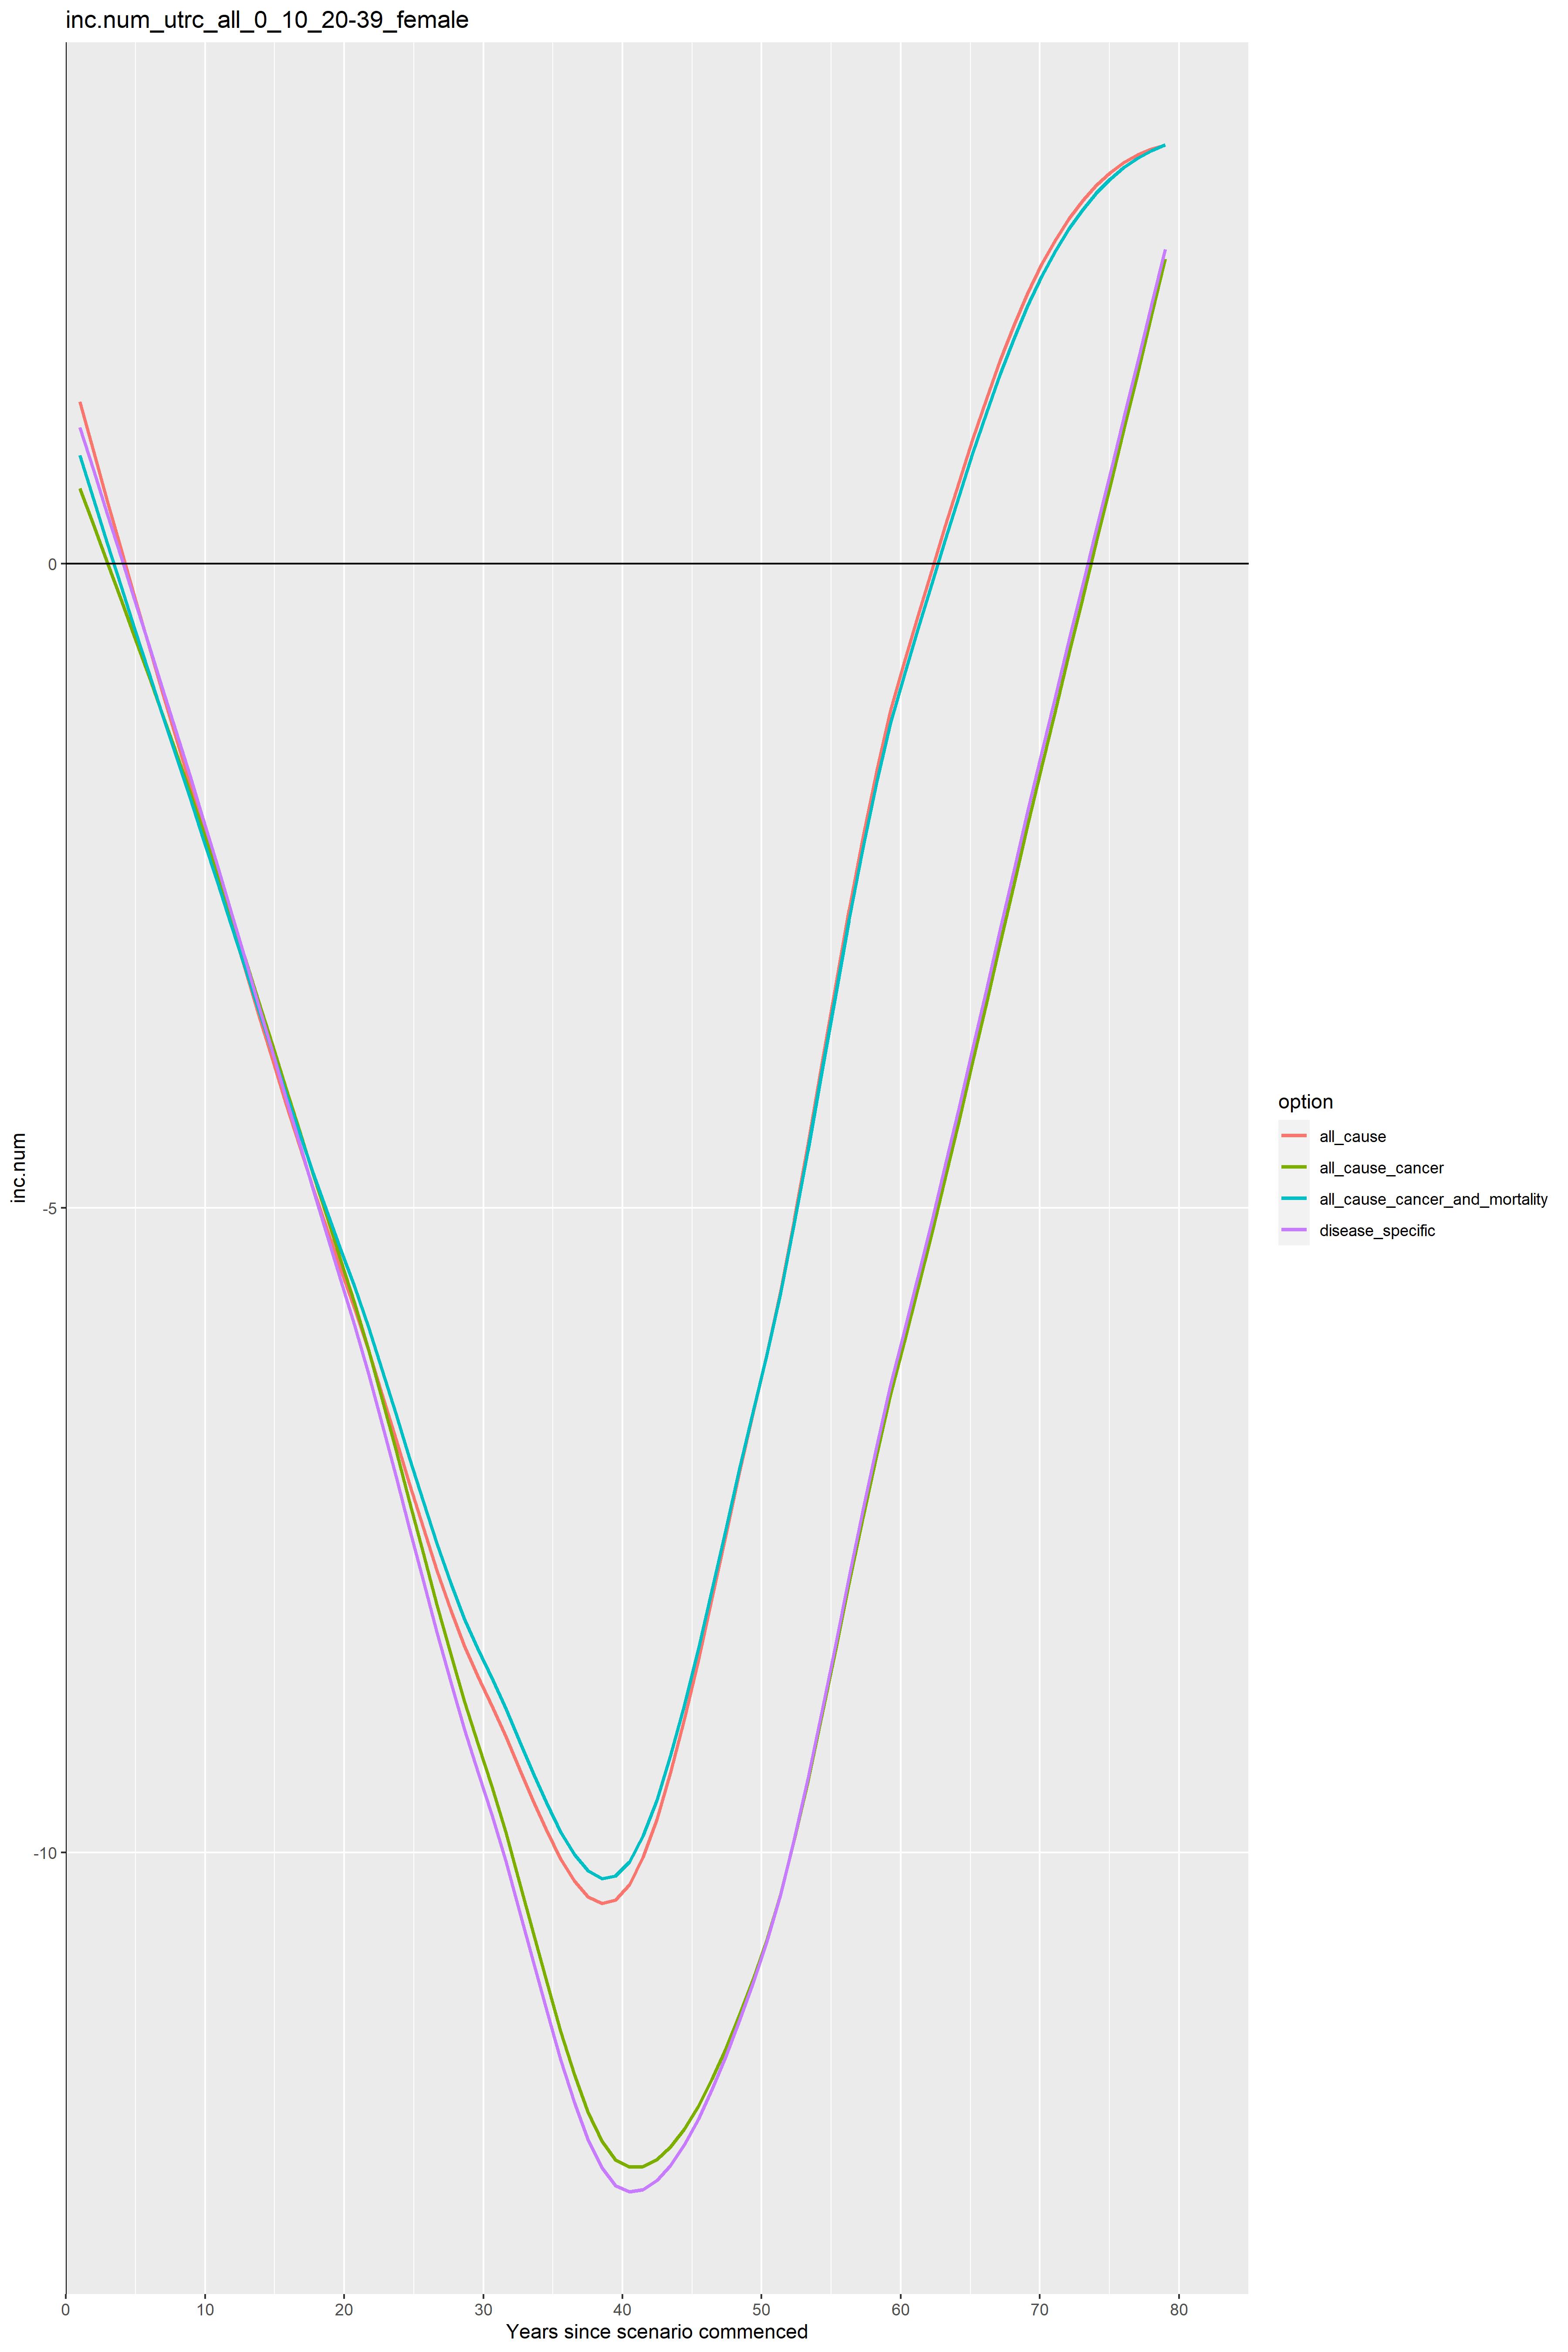 inc.num_utrc_all_0_10_20-39_female
0
-5
-10
inc.num
0 10 20 30 40 50 60 70 80
Years since scenario commenced
option
all_cause
all_cause_cancer
all_cause_cancer_and_mortality
disease_specific